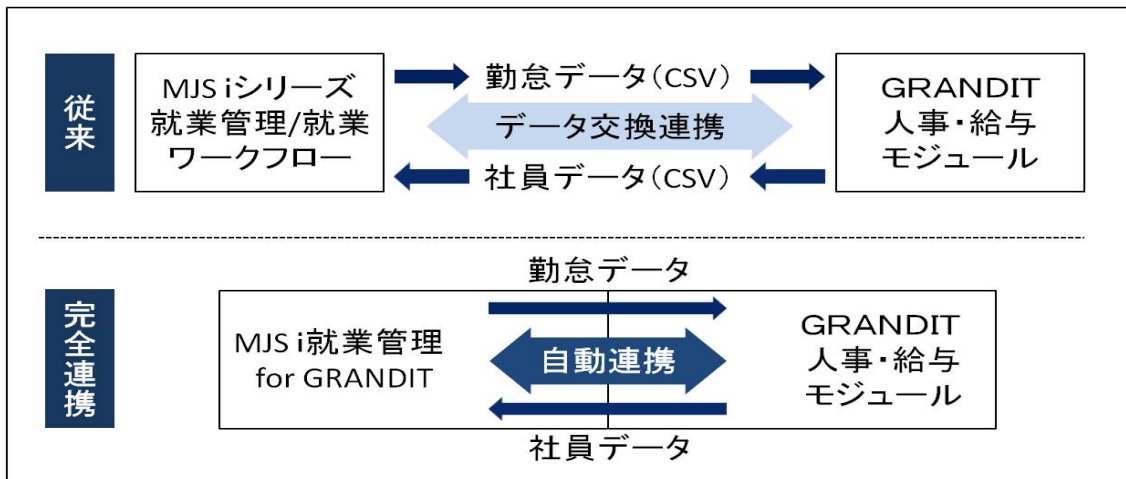 従来
MJS iシリーズ
就業管理/就業
ワークフロー
勤怠データ(CSV)
データ交換連携
社員データ(CSV)
GRANDIT
人事・給与
モジュール
完全連携
勤怠データ
MJS i就業管理
for GRANDIT
自動連携
GRANDIT
人事・給与
モジュール
社員データ